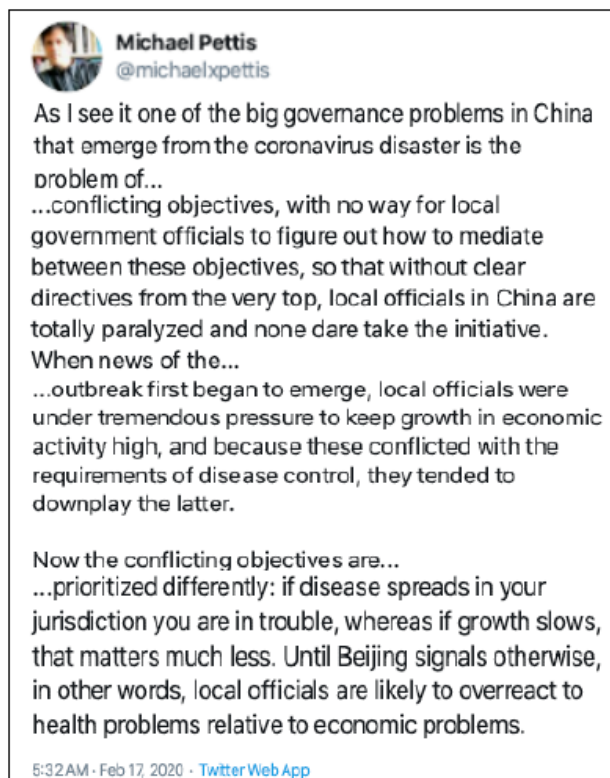 Michael Pettis
@michaelxpettis
As I see it one of the big governance problems in China
that emerge from the coronavirus disaster is the
problem of...
...conflicting objectives, with no way for local
government officials to figure out how to mediate
between these objectives, so that without clear
directives from the very top, local officials in China are
totally paralyzed and none dare take the initiative.
When news of the...
...outbreak first began to emerge, local officials were
under tremendous pressure to keep growth in economic
activity high, and because these conflicted with the
requirements of disease control, they tended to
downplay the latter.
Now the conflicting objectives are...
...prioritized differently: if disease spreads in your
jurisdiction you are in trouble, whereas if growth slows,
that matters much less. Until Beijing signals otherwise,
in other words, local officials are likely to overreact to
health problems relative to economic problems.
5:32 AM · Feb 17, 2020 · Twitter Web App